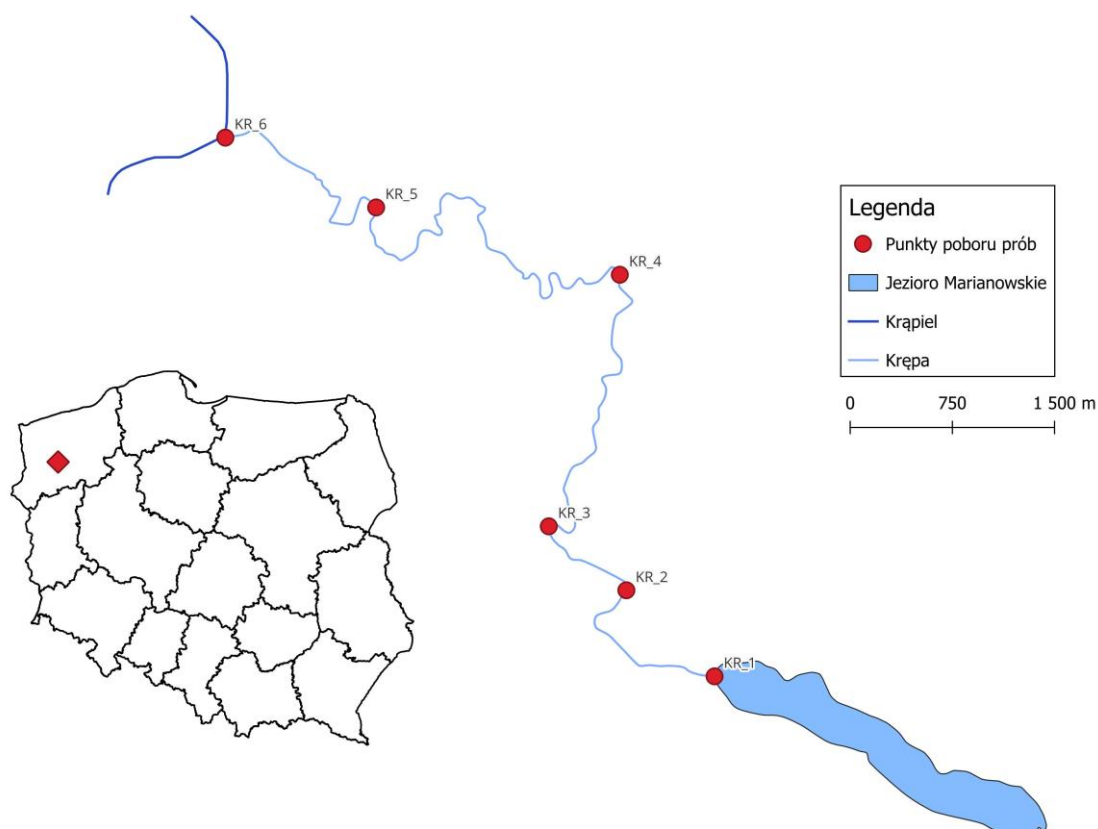 KR_6
KR_5
KR_4
Legenda
Punkty poboru prób
Jezioro Marianowskie
Krąpiel
Krępa
0 750 1 500 m
KR_3
KR_2
KR_1